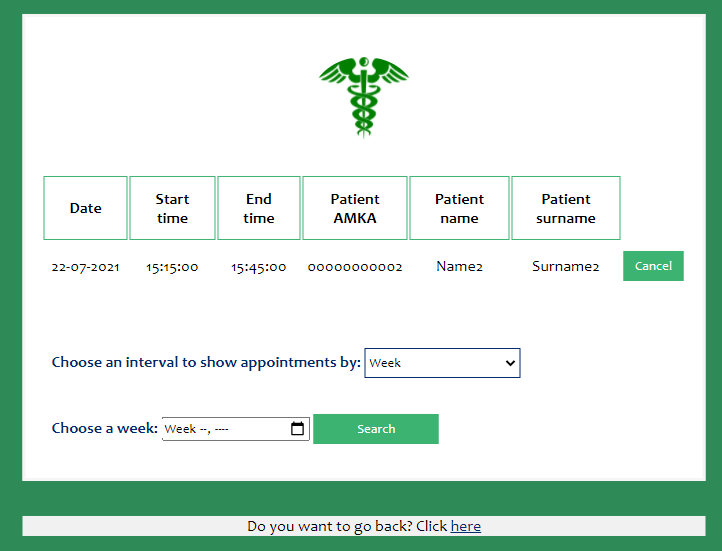 Date Start time End time Patient AMKA Patient name Patient surname
22-07-2021 15:15:00 15:45:00 00000000002 Name2 Surname2 Cancel
Choose an interval to show appointments by: Week
Choose a week: Week --, ---- Search
Do you want to go back? Click here